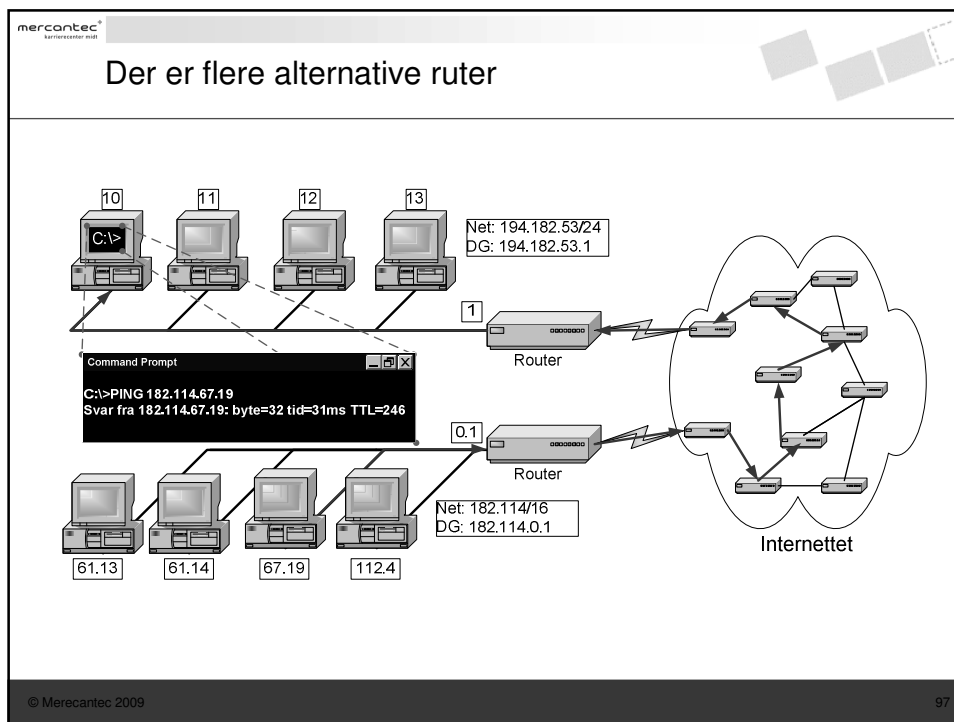 mercantec+
karrierecenter midt
Der er flere alternative ruter
10
11
12
13
C:\>
Net: 194.182.53/24
DG: 194.182.53.1
1
Router
Command Prompt
C:\>PING 182.114.67.19
Svar fra 182.114.67.19: byte=32 tid=31ms TTL=246
0.1
Router
Net: 182.114/16
DG: 182.114.0.1
61.13
61.14
67.19
112.4
Internettet
© Merecantec 2009
97